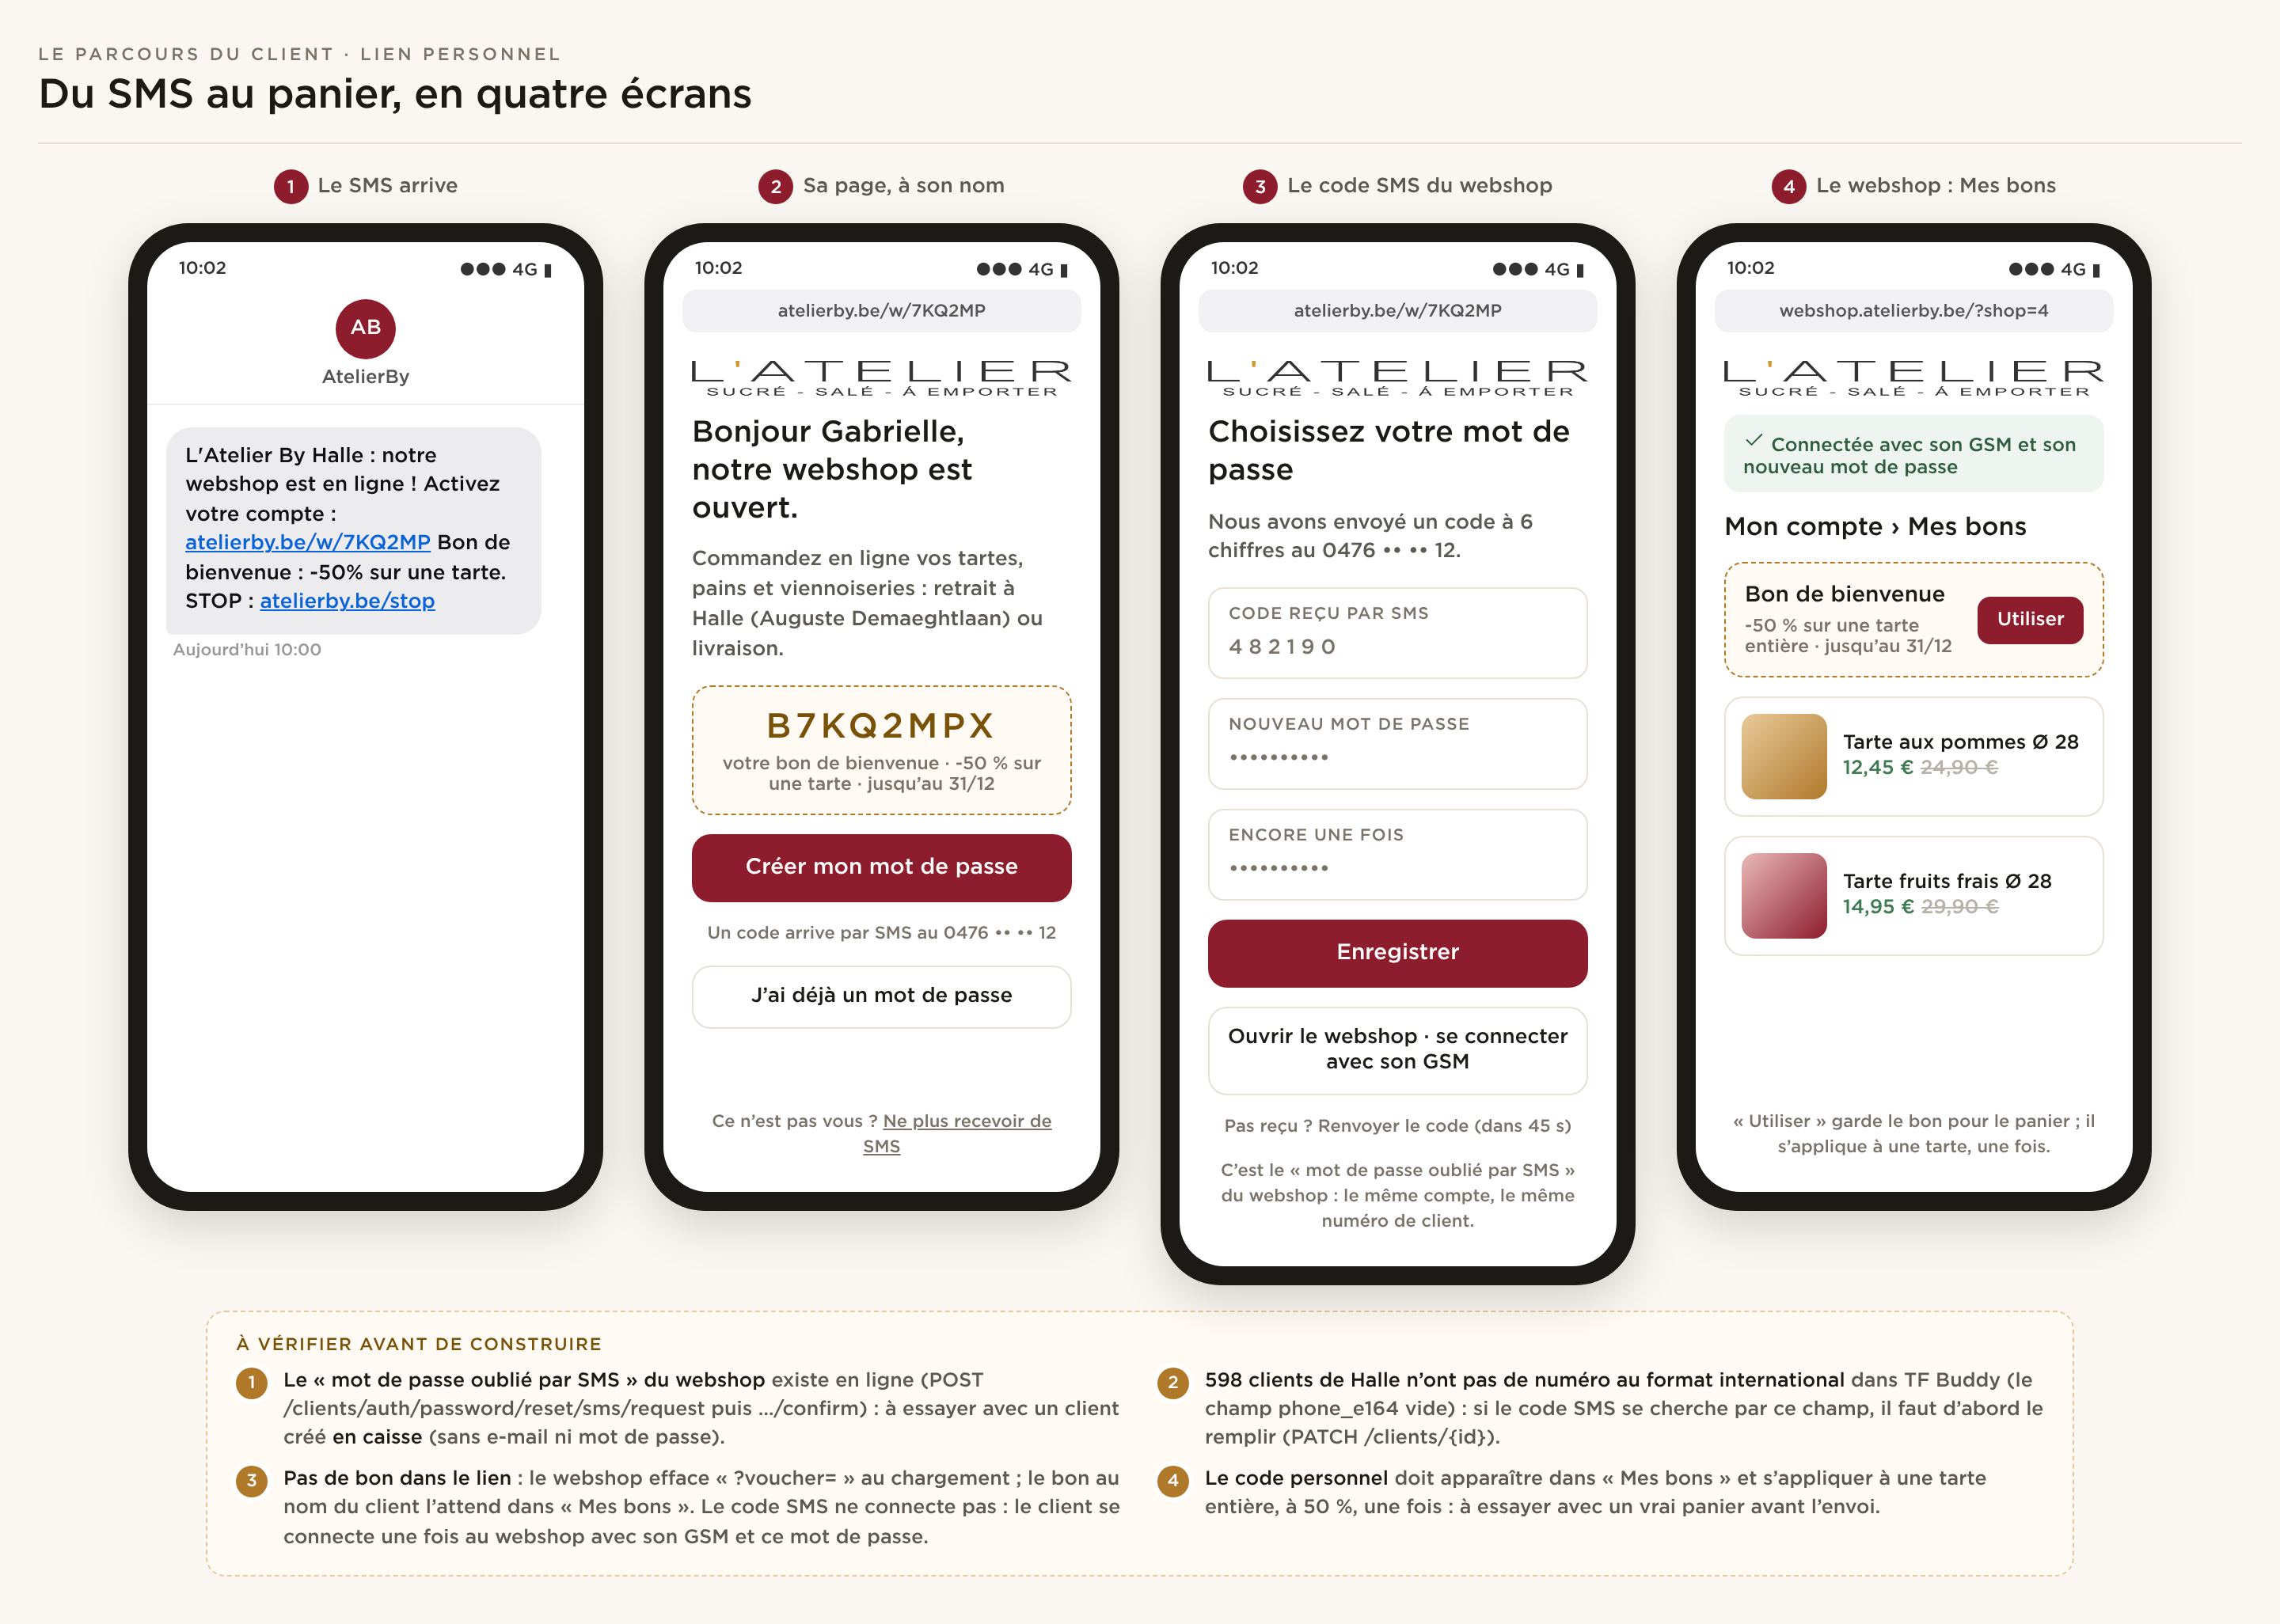 LE PARCOURS DU CLIENT · LIEN PERSONNEL
Du SMS au panier, en quatre écrans
1 Le SMS arrive
10:02 ●●● 4G ▮
AB
AtelierBy
L'Atelier By Halle : notre
webshop est en ligne ! Activez
votre compte :
atelierby.be/w/7KQ2MP Bon de
bienvenue : -50% sur une tarte.
STOP : atelierby.be/stop
Aujourd’hui 10:00
2 Sa page, à son nom
10:02 ●●● 4G ▮
atelierby.be/w/7KQ2MP
L'ATELIER
SUCRÉ - SALÉ - Á EMPORTER
Bonjour Gabrielle,
notre webshop est
ouvert.
Commandez en ligne vos tartes,
pains et viennoiseries : retrait à
Halle (Auguste Demaeghtlaan) ou
livraison.
B7KQ2MPX
votre bon de bienvenue · -50 % sur
une tarte · jusqu’au 31/12
Créer mon mot de passe
Un code arrive par SMS au 0476 •• •• 12
J’ai déjà un mot de passe
Ce n’est pas vous ? Ne plus recevoir de
SMS
3 Le code SMS du webshop
10:02 ●●● 4G ▮
atelierby.be/w/7KQ2MP
L'ATELIER
SUCRÉ - SALÉ - Á EMPORTER
Choisissez votre mot de
passe
Nous avons envoyé un code à 6
chiffres au 0476 •• •• 12.
CODE REÇU PAR SMS
4 8 2 1 9 0
NOUVEAU MOT DE PASSE
••••••••••
ENCORE UNE FOIS
••••••••••
Enregistrer
Ouvrir le webshop · se connecter
avec son GSM
Pas reçu ? Renvoyer le code (dans 45 s)
C’est le « mot de passe oublié par SMS »
du webshop : le même compte, le même
numéro de client.
4 Le webshop : Mes bons
10:02 ●●● 4G ▮
webshop.atelierby.be/?shop=4
L'ATELIER
SUCRÉ - SALÉ - Á EMPORTER
✓ Connectée avec son GSM et son
nouveau mot de passe
Mon compte › Mes bons
Bon de bienvenue
-50 % sur une tarte
entière · jusqu’au 31/12
Utiliser
Tarte aux pommes Ø 28
12,45 € 24,90 €
Tarte fruits frais Ø 28
14,95 € 29,90 €
« Utiliser » garde le bon pour le panier ; il
s’applique à une tarte, une fois.
À VÉRIFIER AVANT DE CONSTRUIRE
1 Le « mot de passe oublié par SMS » du webshop existe en ligne (POST
/clients/auth/password/reset/sms/request puis …/confirm) : à essayer avec un client
créé en caisse (sans e-mail ni mot de passe).
2 598 clients de Halle n’ont pas de numéro au format international dans TF Buddy (le
champ phone_e164 vide) : si le code SMS se cherche par ce champ, il faut d’abord le
remplir (PATCH /clients/{id}).
3 Pas de bon dans le lien : le webshop efface « ?voucher= » au chargement ; le bon au
nom du client l’attend dans « Mes bons ». Le code SMS ne connecte pas : le client se
connecte une fois au webshop avec son GSM et ce mot de passe.
4 Le code personnel doit apparaître dans « Mes bons » et s’appliquer à une tarte
entière, à 50 %, une fois : à essayer avec un vrai panier avant l’envoi.